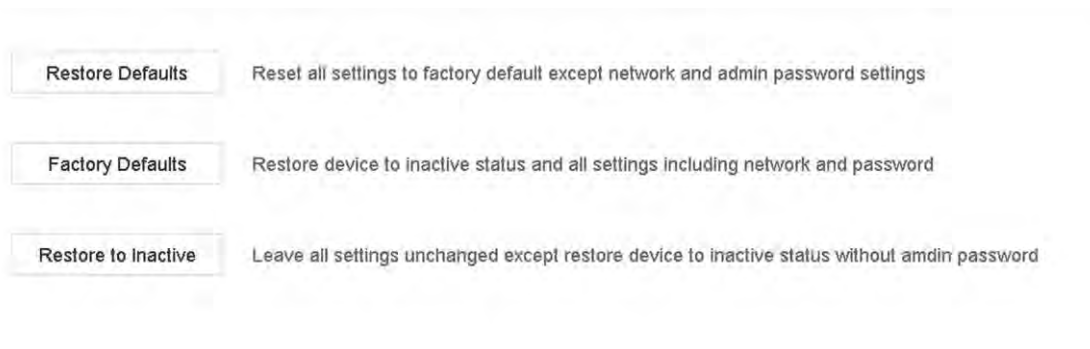 Restore Defaults Reset all settings to factory default except network and admin password settings
Factory Defaults Restore device to inactive status and all settings including network and password
Restore to Inactive Leave all settings unchanged except restore device to inactive status without amdin password